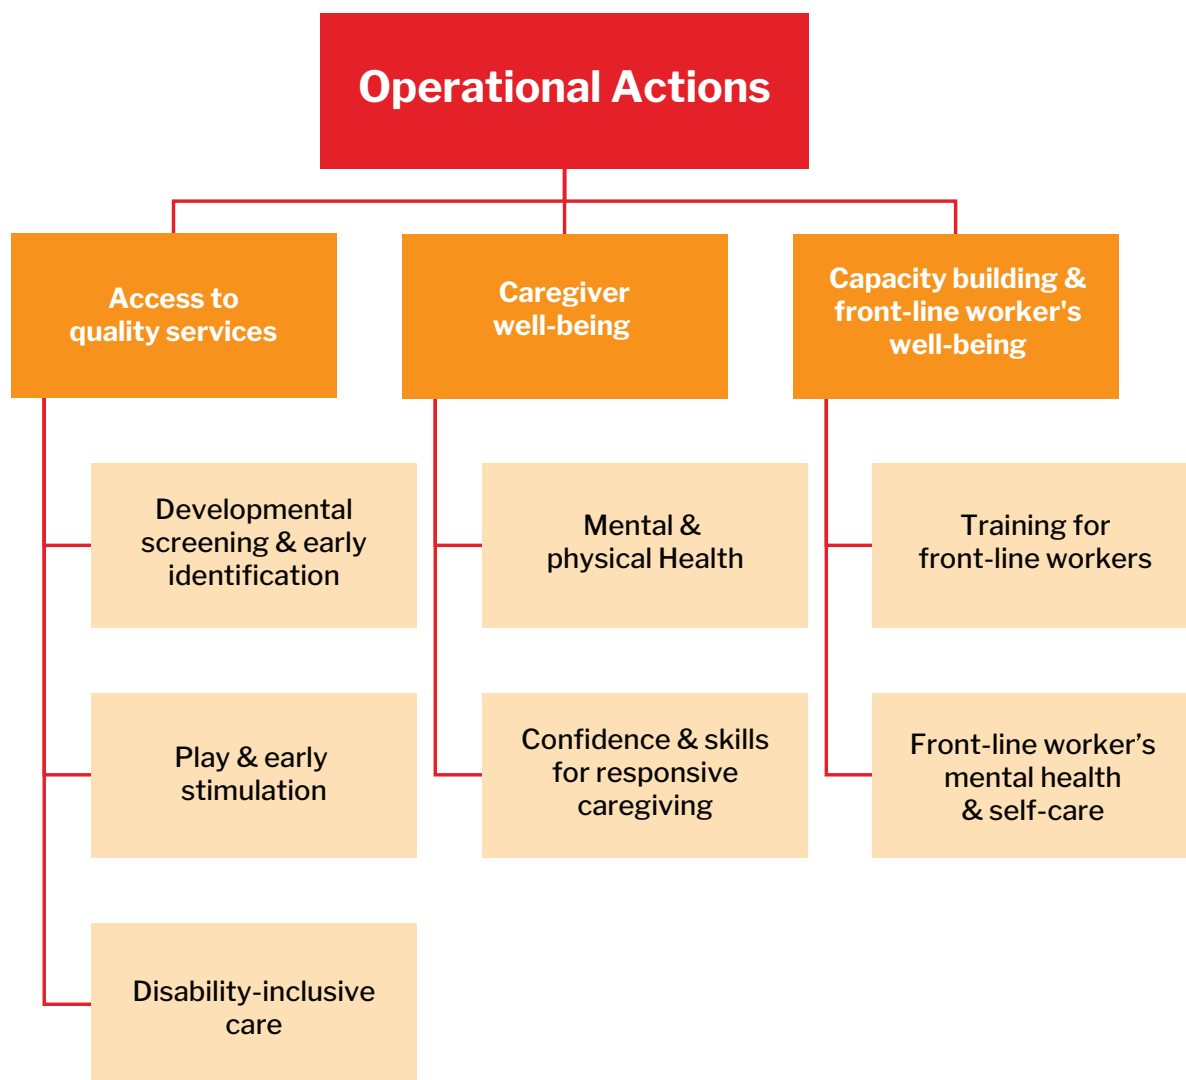 Operational Actions
Access to
quality services
Developmental
screening & early
identification
Play & early
stimulation
Disability-inclusive
care
Caregiver
well-being
Mental &
physical Health
Confidence & skills
for responsive
caregiving
Capacity building &
front-line worker's
well-being
Training for
front-line workers
Front-line worker’s
mental health
& self-care